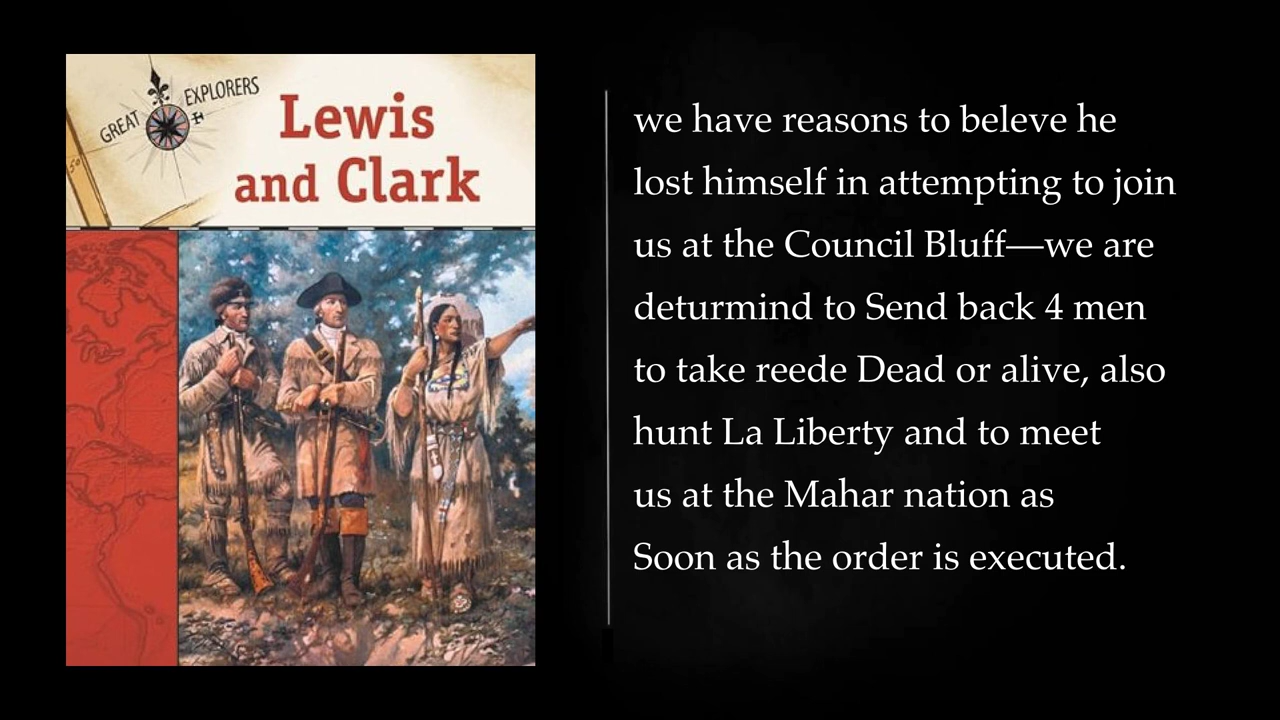 GREAT EXPLORERS
Lewis
and Clark
we have reasons to beleve he
lost himself in attempting to join
us at the Council Bluff—we are
deturmind to Send back 4 men
to take reede Dead or alive, also
hunt La Liberty and to meet
us at the Mahar nation as
Soon as the order is executed.